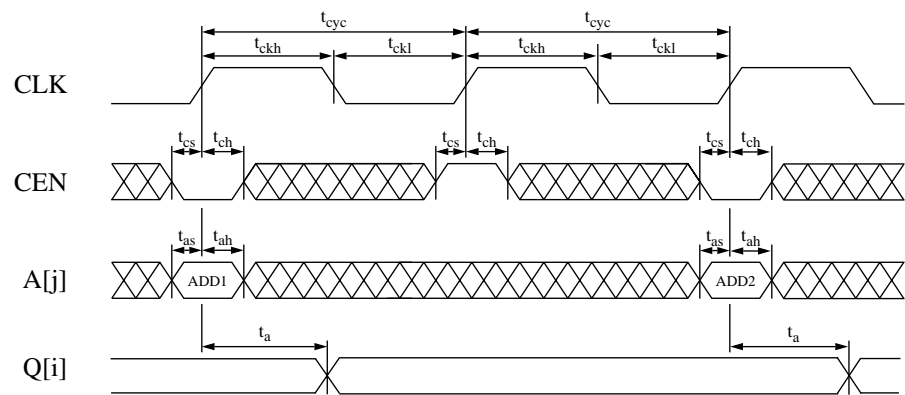 t_cyc t_cyc
t_ckh t_ckl t_ckh t_ckl
CLK
t_cs t_ch t_cs t_ch t_cs t_ch
CEN
t_as t_ah t_as t_ah
A[j] ADD1 ADD2
t_a t_a
Q[i]